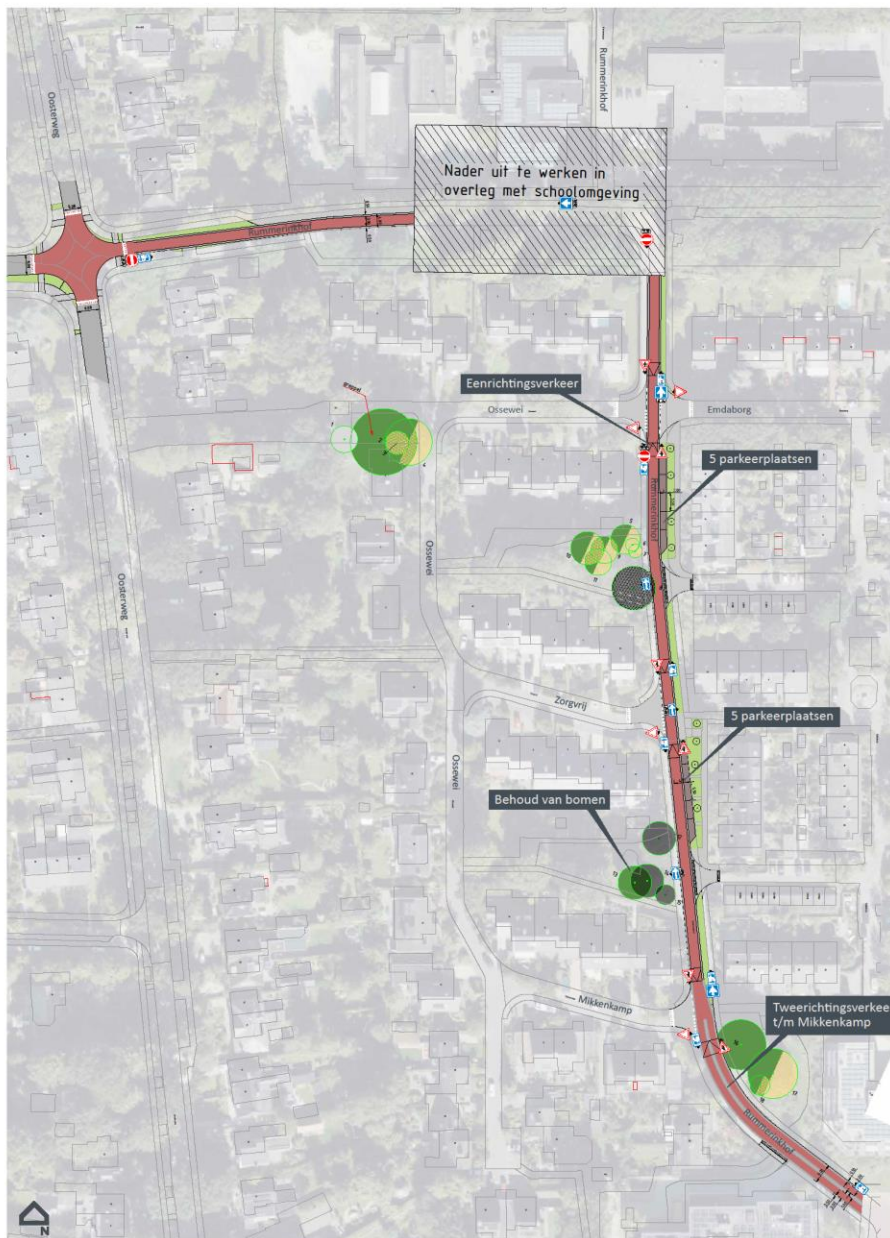 Oosterweg
Rummerinkhof
Nader uit te werken in
overleg met schoolomgeving
Rummerinkhof
Eenrichtingsverkeer
Ossewei
Emdaborg
5 parkeerplaatsen
Rummerinkhof
Ossewei
Oosterweg
Zorgvrij
5 parkeerplaatsen
Ossewei
Behoud van bomen
Mikkenkamp
Tweerichtingsverkee
t/m Mikkenkamp
Rummerinkhof
N